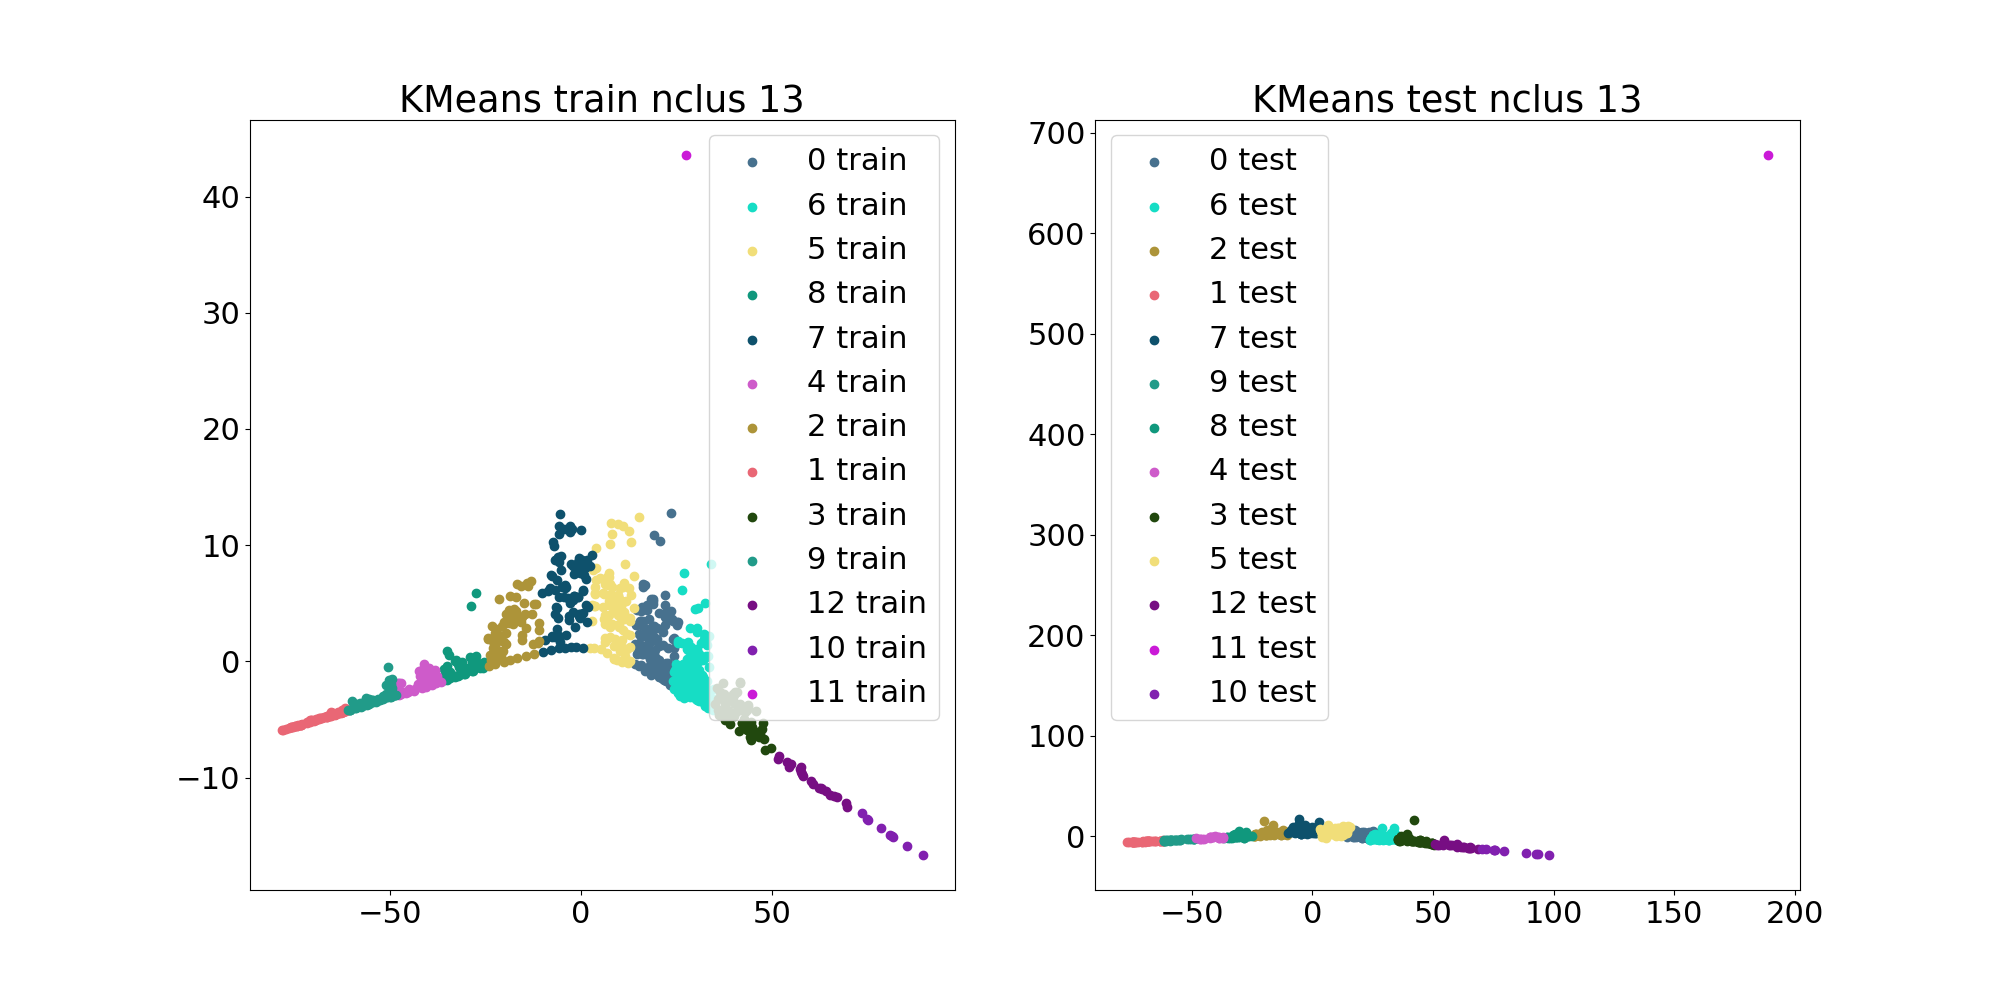 KMeans train nclus 13
40
30
20
10
0
−10
−50
0
50
0 train
6 train
5 train
8 train
7 train
4 train
2 train
1 train
3 train
9 train
12 train
10 train
11 train
KMeans test nclus 13
700
600
500
400
300
200
100
0
−50
0
50
100
150
200
0 test
6 test
2 test
1 test
7 test
9 test
8 test
4 test
3 test
5 test
12 test
11 test
10 test